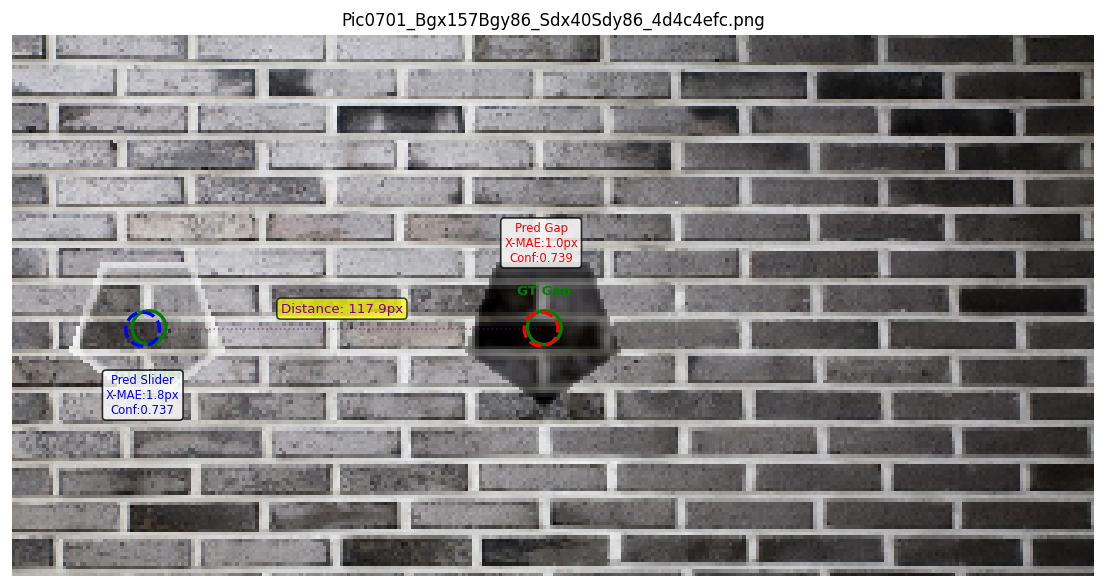 Pic0701_Bgx157Bgy86_Sdx40Sdy86_4d4c4efc.png
Pred Gap
X-MAE:1.0px
Conf:0.739
GT Gap
Distance: 117.9px
Pred Slider
X-MAE:1.8px
Conf:0.737